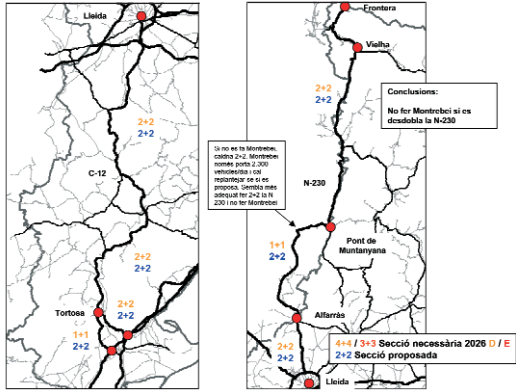 Lleida
2+2
2+2
C-12
2+2
2+2
Tortosa
2+2
2+2
1+1
2+2
Frontera
Vielha
2+2
2+2
Conclusions:
No fer Montrebei si es
desdobla la N-230
Si no es fa Montrebei,
caldria 2+2. Montrebei
només porta 2.300
vehicles/dia i cal
replantejar-se si es
proposa. Sembla més
adequat fer 2+2 la N
230 i no fer Montrebei
N-230
1+1
2+2
Pont de
Muntanyana
Alfarràs
4+4 / 3+3 Secció necessària 2026 D / E
2+2 Secció proposada
2+2
2+2
Lleida